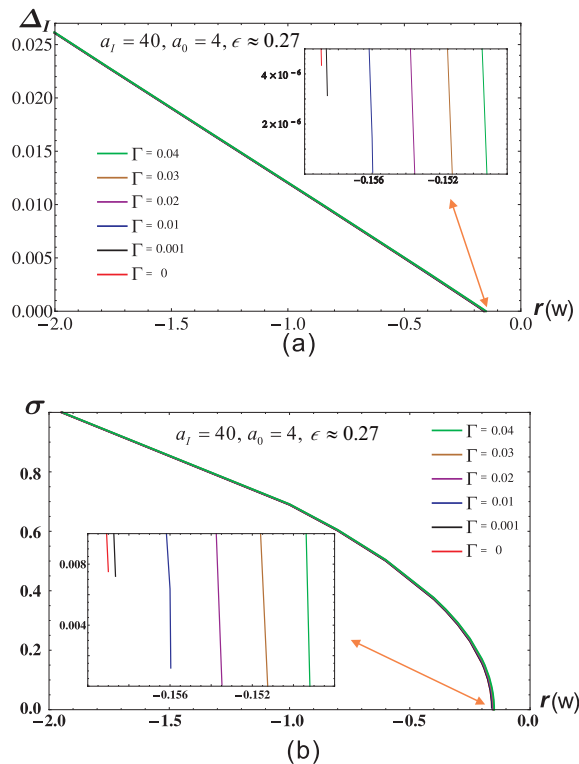 Δ_I
a_I = 40, a_0 = 4, ϵ ≈ 0.27
0.025
0.020
0.015
0.010
0.005
0.000
4×10⁻⁶
2×10⁻⁶
−0.156
−0.152
Γ = 0.04
Γ = 0.03
Γ = 0.02
Γ = 0.01
Γ = 0.001
Γ = 0
−2.0
−1.5
−1.0
−0.5
0.0
r(w)
(a)
σ
a_I = 40, a_0 = 4, ϵ ≈ 0.27
0.8
0.6
0.4
0.2
0.0
Γ = 0.04
Γ = 0.03
Γ = 0.02
Γ = 0.01
Γ = 0.001
Γ = 0
0.008
0.004
−0.156
−0.152
−2.0
−1.5
−1.0
−0.5
0.0
r(w)
(b)